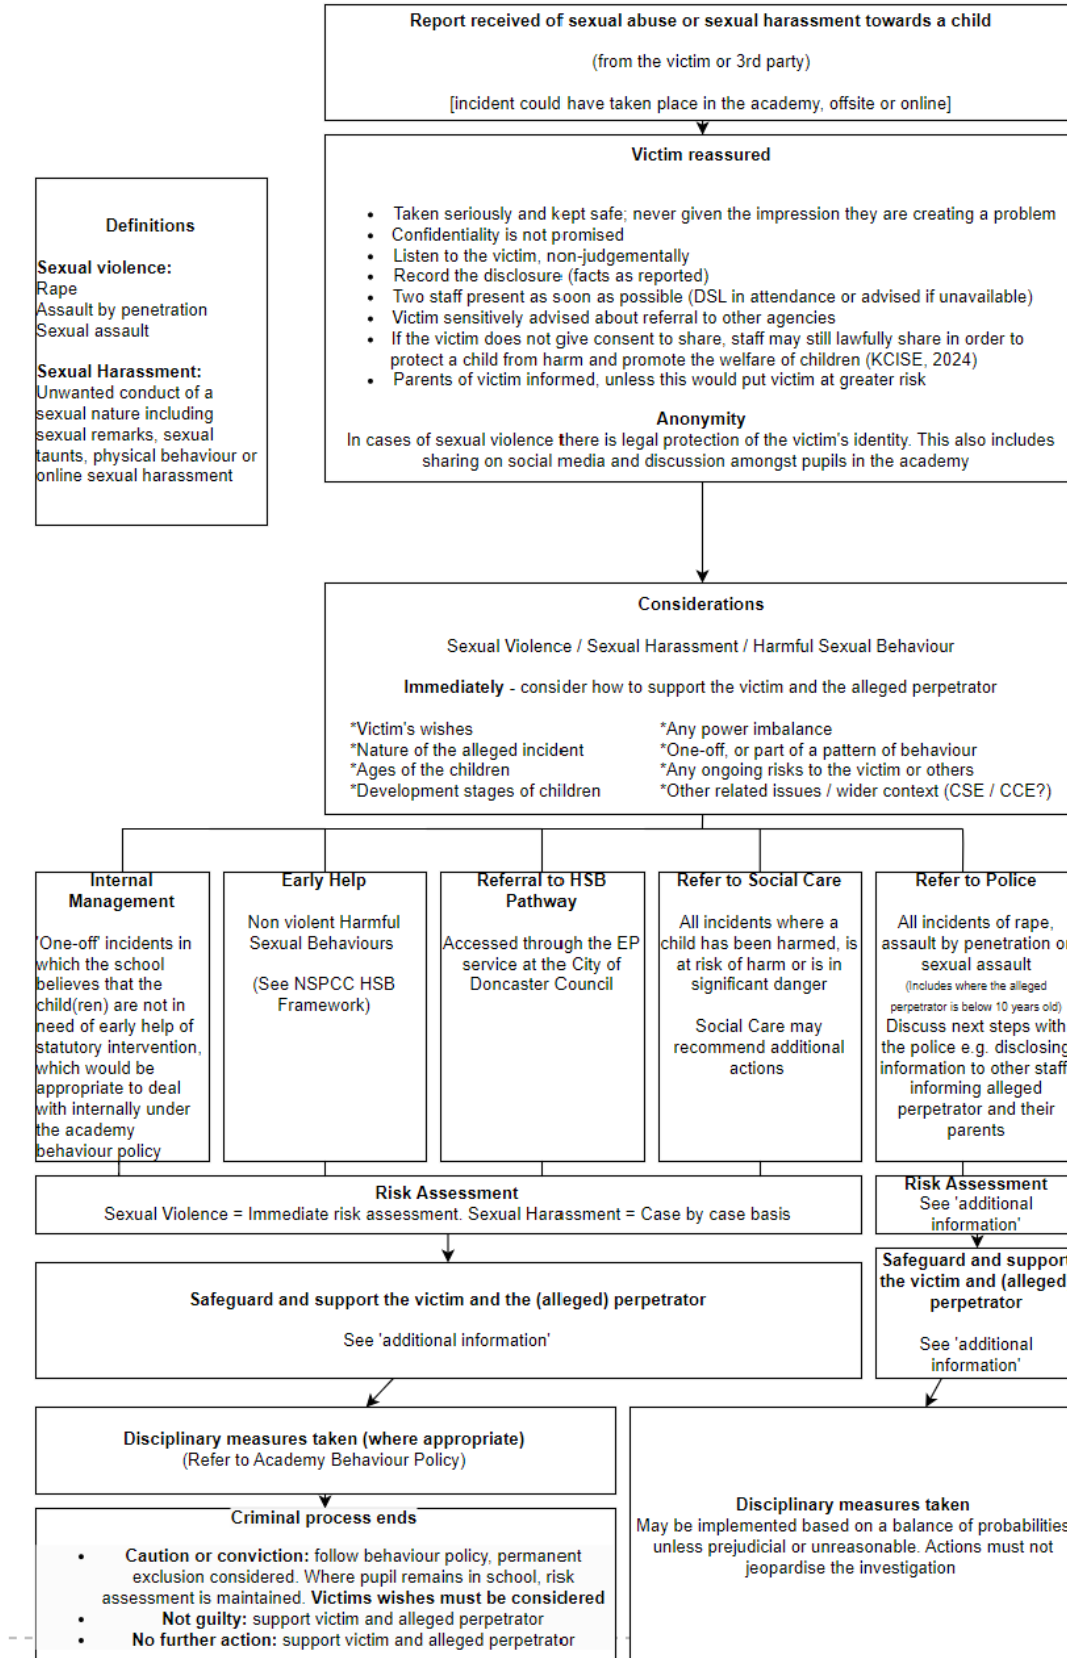 Report received of sexual abuse or sexual harassment towards a child
(from the victim or 3rd party)
[incident could have taken place in the academy, offsite or online]
Victim reassured
• Taken seriously and kept safe; never given the impression they are creating a problem
• Confidentiality is not promised
• Listen to the victim, non-judgementally
• Record the disclosure (facts as reported)
• Two staff present as soon as possible (DSL in attendance or advised if unavailable)
• Victim sensitively advised about referral to other agencies
• If the victim does not give consent to share, staff may still lawfully share in order to
protect a child from harm and promote the welfare of children (KCISE, 2024)
• Parents of victim informed, unless this would put victim at greater risk
Anonymity
In cases of sexual violence there is legal protection of the victim's identity. This also includes
sharing on social media and discussion amongst pupils in the academy
Definitions
Sexual violence:
Rape
Assault by penetration
Sexual assault
Sexual Harassment:
Unwanted conduct of a
sexual nature including
sexual remarks, sexual
taunts, physical behaviour or
online sexual harassment
Considerations
Sexual Violence / Sexual Harassment / Harmful Sexual Behaviour
Immediately - consider how to support the victim and the alleged perpetrator
*Victim's wishes
*Nature of the alleged incident
*Ages of the children
*Development stages of children
*Any power imbalance
*One-off, or part of a pattern of behaviour
*Any ongoing risks to the victim or others
*Other related issues / wider context (CSE / CCE?)
Internal
Management
'One-off' incidents in
which the school
believes that the
child(ren) are not in
need of early help of
statutory intervention,
which would be
appropriate to deal
with internally under
the academy
behaviour policy
Early Help
Non violent Harmful
Sexual Behaviours
(See NSPCC HSB
Framework)
Referral to HSB
Pathway
Accessed through the EP
service at the City of
Doncaster Council
Refer to Social Care
All incidents where a
child has been harmed, is
at risk of harm or is in
significant danger
Social Care may
recommend additional
actions
Refer to Police
All incidents of rape,
assault by penetration or
sexual assault
(Includes where the alleged
perpetrator is below 10 years old)
Discuss next steps with
the police e.g. disclosing
information to other staff,
informing alleged
perpetrator and their
parents
Risk Assessment
Sexual Violence = Immediate risk assessment. Sexual Harassment = Case by case basis
Risk Assessment
See 'additional
information'
Safeguard and support the victim and the (alleged) perpetrator
See 'additional information'
Safeguard and support
the victim and (alleged)
perpetrator
See 'additional
information'
Disciplinary measures taken (where appropriate)
(Refer to Academy Behaviour Policy)
Criminal process ends
• Caution or conviction: follow behaviour policy, permanent
exclusion considered. Where pupil remains in school, risk
assessment is maintained. Victims wishes must be considered
• Not guilty: support victim and alleged perpetrator
• No further action: support victim and alleged perpetrator
Disciplinary measures taken
May be implemented based on a balance of probabilities
unless prejudicial or unreasonable. Actions must not
jeopardise the investigation